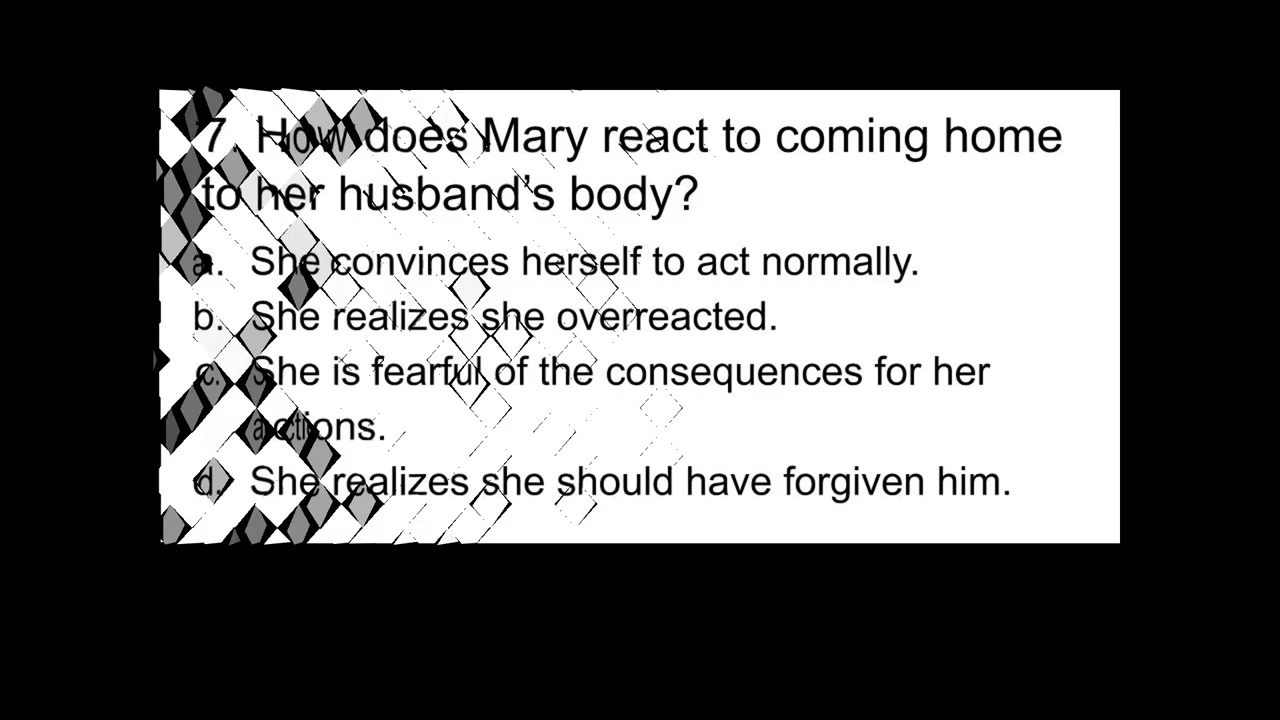 7. How does Mary react to coming home
to her husband’s body?
a. She convinces herself to act normally.
b. She realizes she overreacted.
c. She is fearful of the consequences for her
actions.
d. She realizes she should have forgiven him.